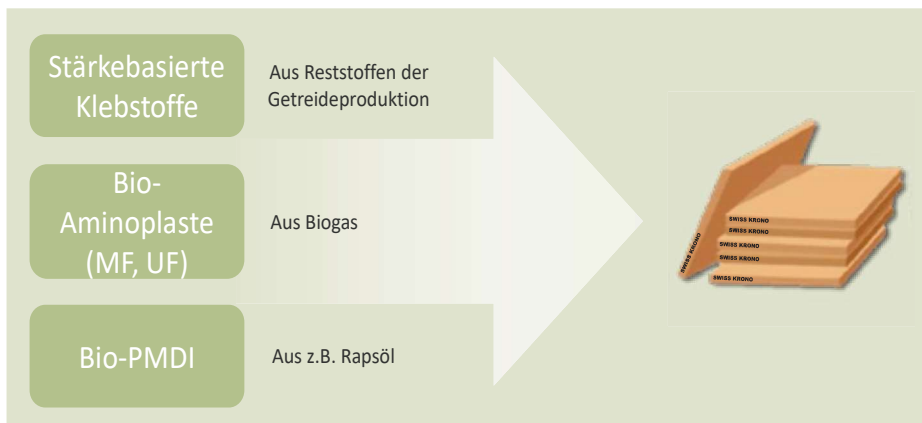 Stärkebasierte
Klebstoffe
Aus Reststoffen der
Getreideproduktion
Bio-
Aminoplaste
(MF, UF)
Aus Biogas
Bio-PMDI
Aus z.B. Rapsöl
SWISS KRONO
SWISS KRONO
SWISS KRONO
SWISS KRONO
SWISS KRONO
SWISS KRONO